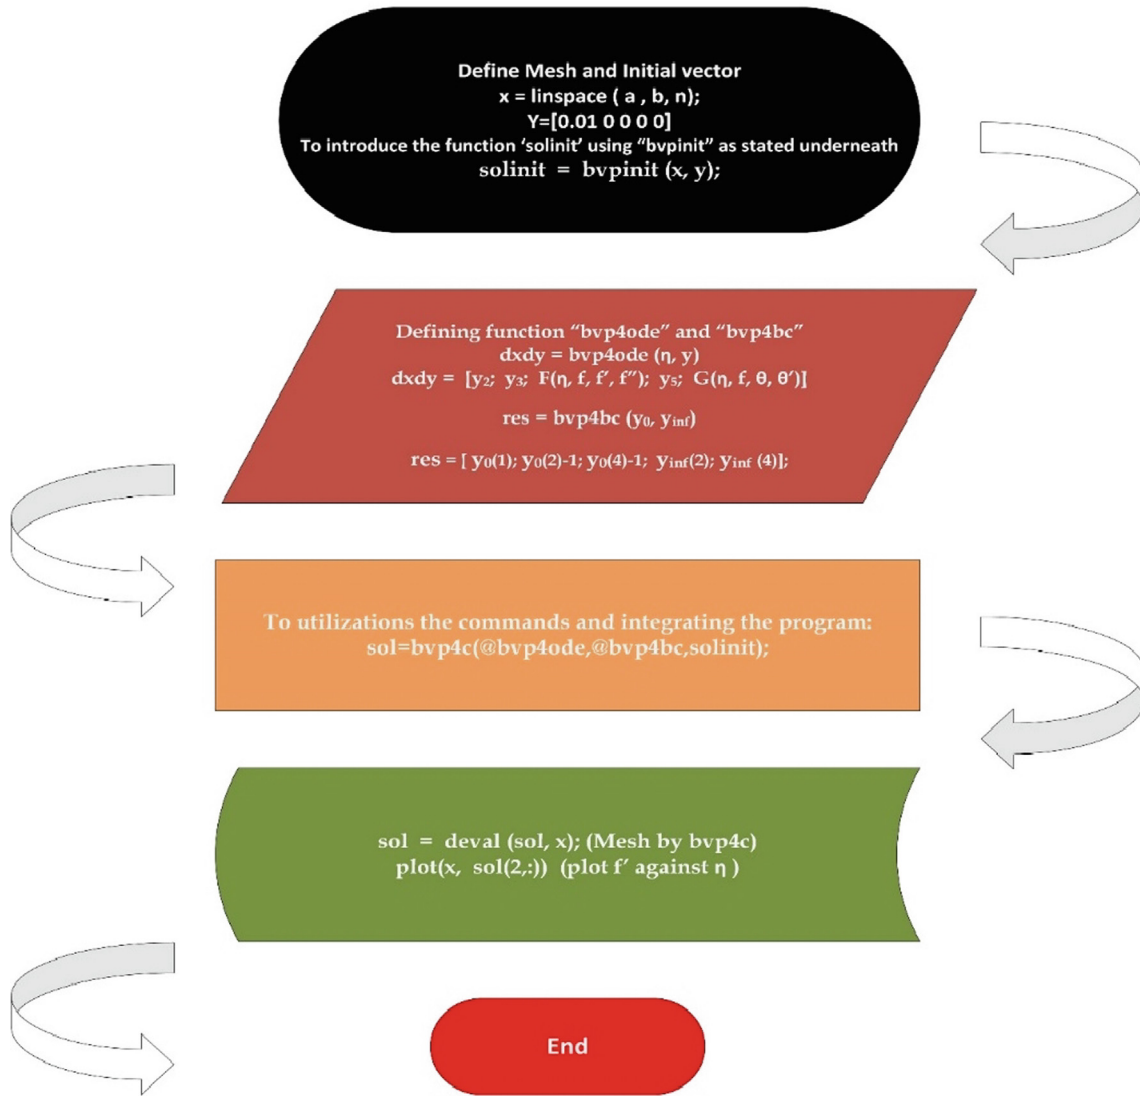 Define Mesh and Initial vector
x = linspace ( a , b, n);
Y=[0.01 0 0 0 0]
To introduce the function ‘solinit’ using “bvpinit” as stated underneath
solinit = bvpinit (x, y);
Defining function “bvp4ode” and “bvp4bc”
dxdy = bvp4ode (η, y)
dxdy = [y₂; y₃; F(η, f, f′, f″); y₅; G(η, f, θ, θ′)]
res = bvp4bc (y₀, yinf)
res = [ y₀(1); y₀(2)-1; y₀(4)-1; yinf(2); yinf (4)];
To utilizations the commands and integrating the program:
sol=bvp4c(@bvp4ode,@bvp4bc,solinit);
sol = deval (sol, x); (Mesh by bvp4c)
plot(x, sol(2,:)) (plot f′ against η )
End